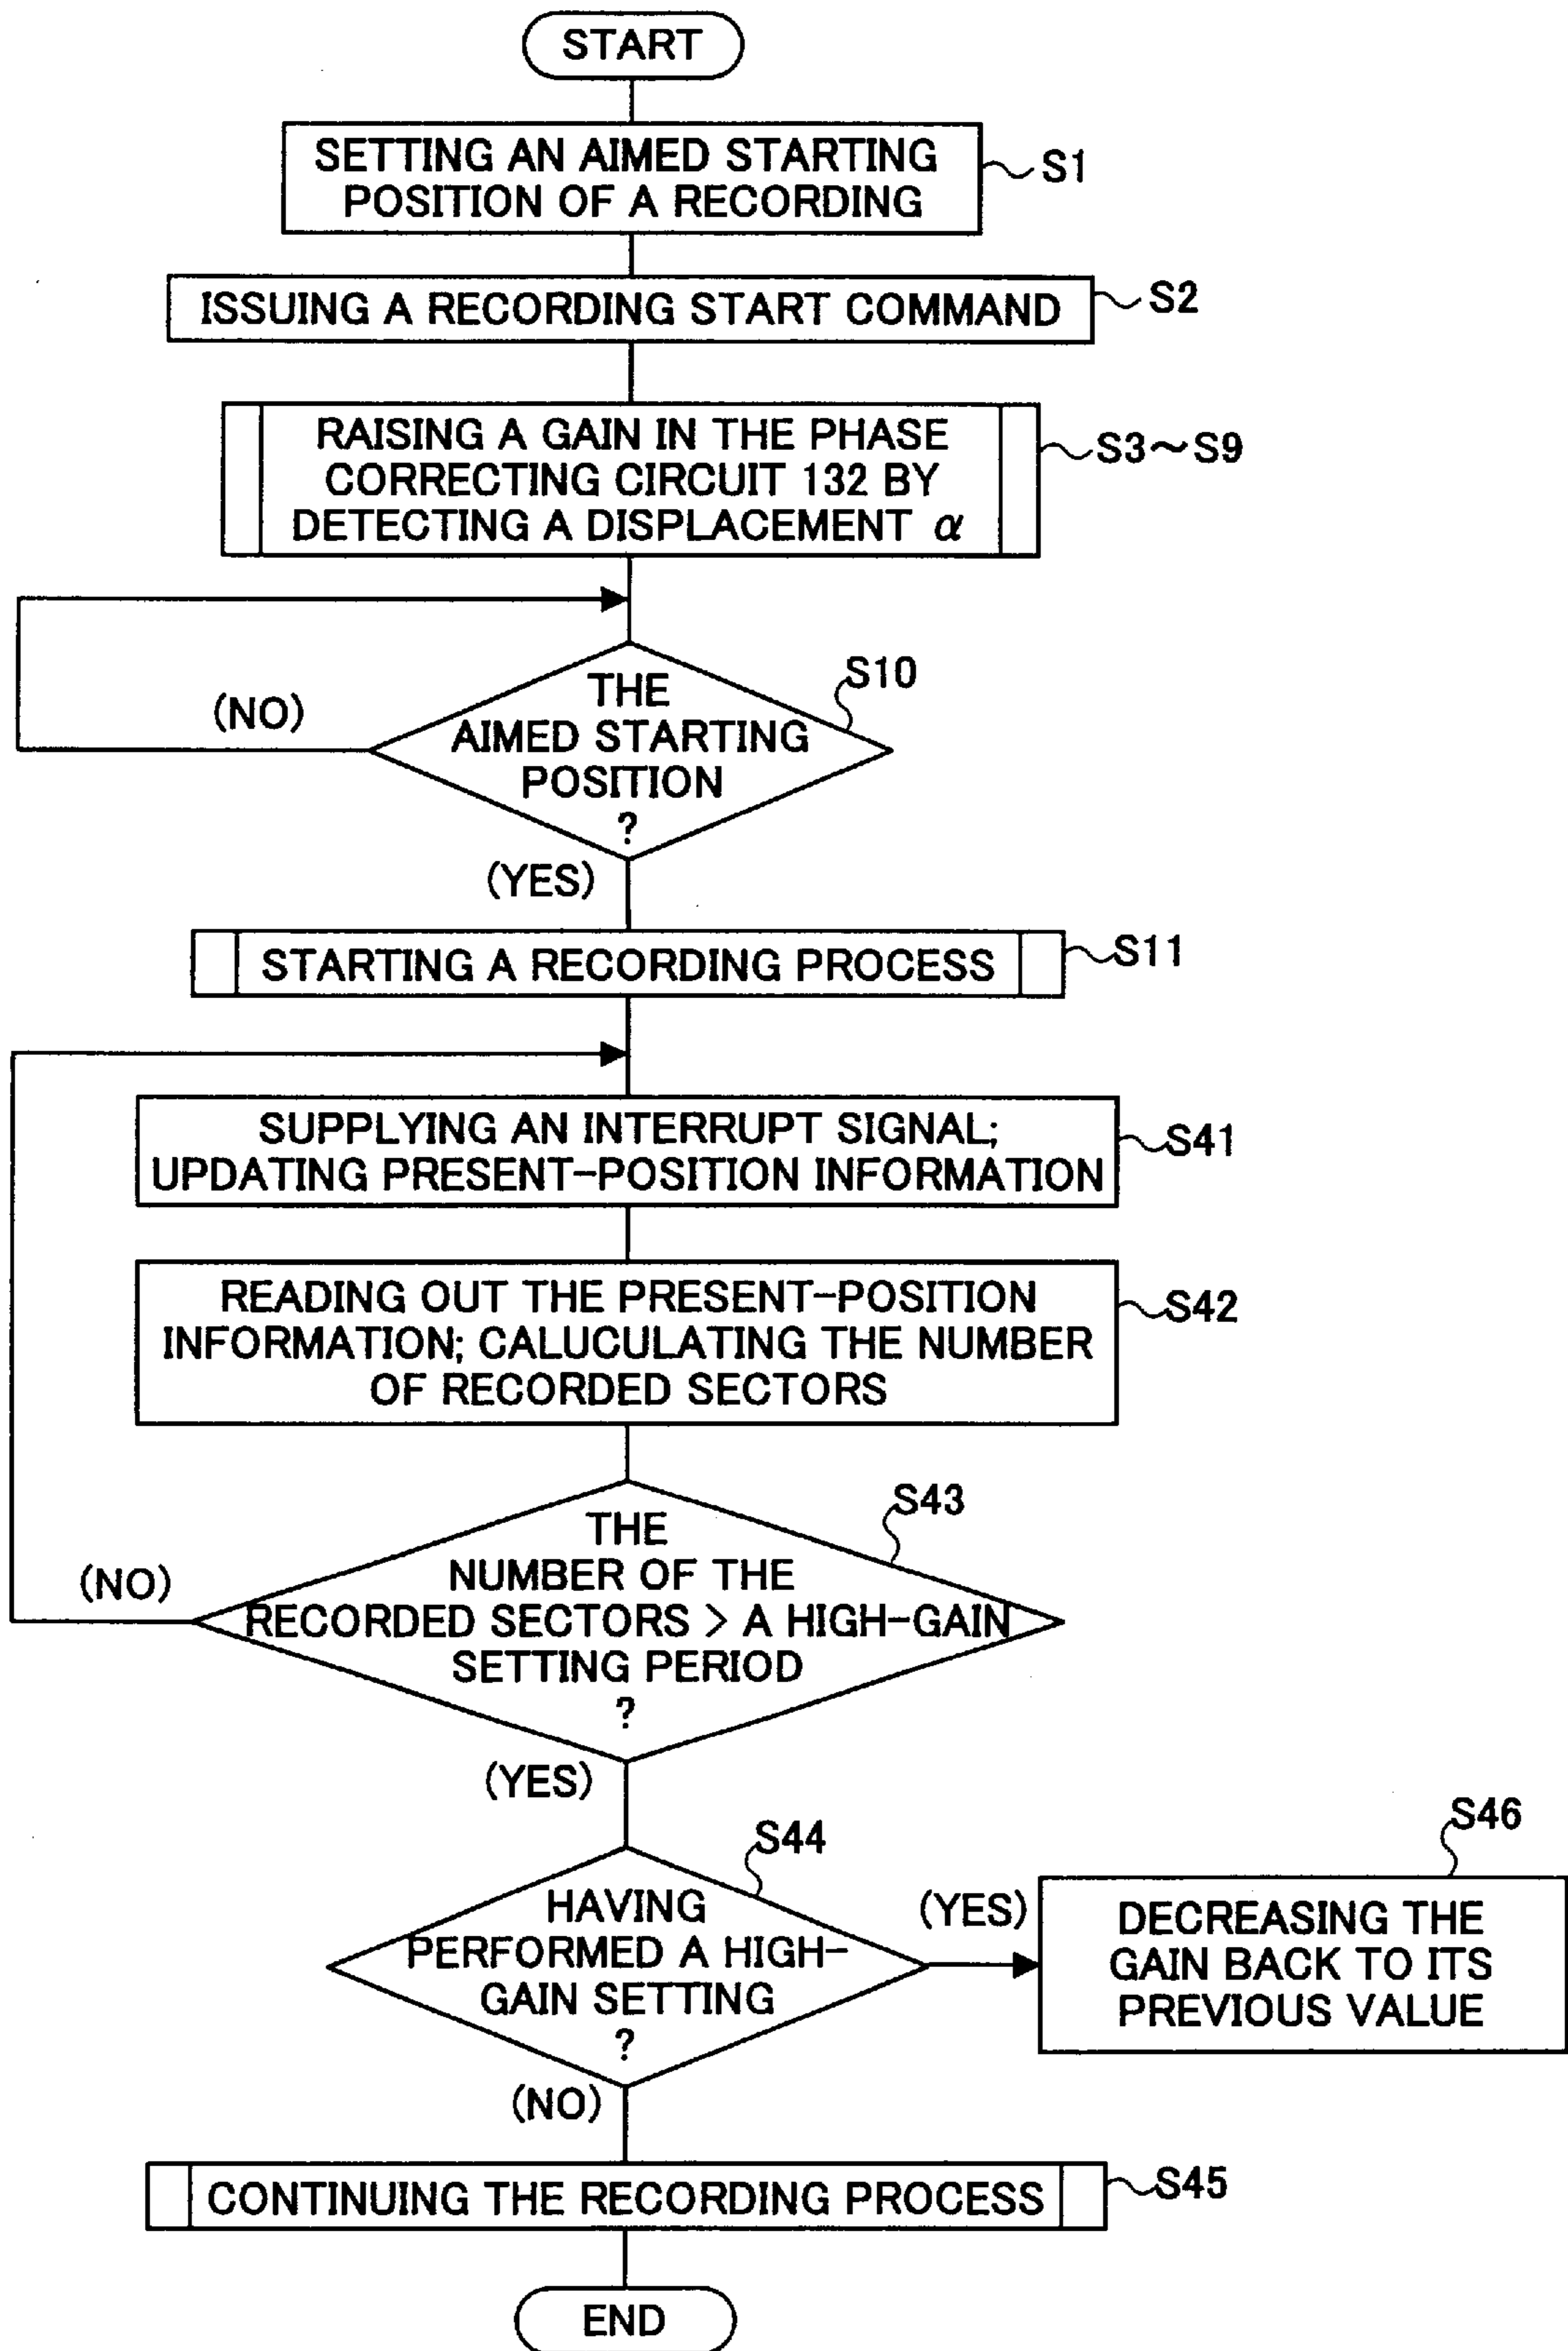 START
SETTING AN AIMED STARTING
POSITION OF A RECORDING
S1
ISSUING A RECORDING START COMMAND
S2
RAISING A GAIN IN THE PHASE
CORRECTING CIRCUIT 132 BY
DETECTING A DISPLACEMENT α
S3～S9
S10
THE
AIMED STARTING
POSITION
?
(NO)
(YES)
STARTING A RECORDING PROCESS
S11
SUPPLYING AN INTERRUPT SIGNAL;
UPDATING PRESENT-POSITION INFORMATION
S41
READING OUT THE PRESENT-POSITION
INFORMATION; CALUCULATING THE NUMBER
OF RECORDED SECTORS
S42
S43
THE
NUMBER OF THE
RECORDED SECTORS > A HIGH-GAIN
SETTING PERIOD
?
(NO)
(YES)
S44
HAVING
PERFORMED A HIGH-
GAIN SETTING
?
(YES)
S46
DECREASING THE
GAIN BACK TO ITS
PREVIOUS VALUE
(NO)
CONTINUING THE RECORDING PROCESS
S45
END